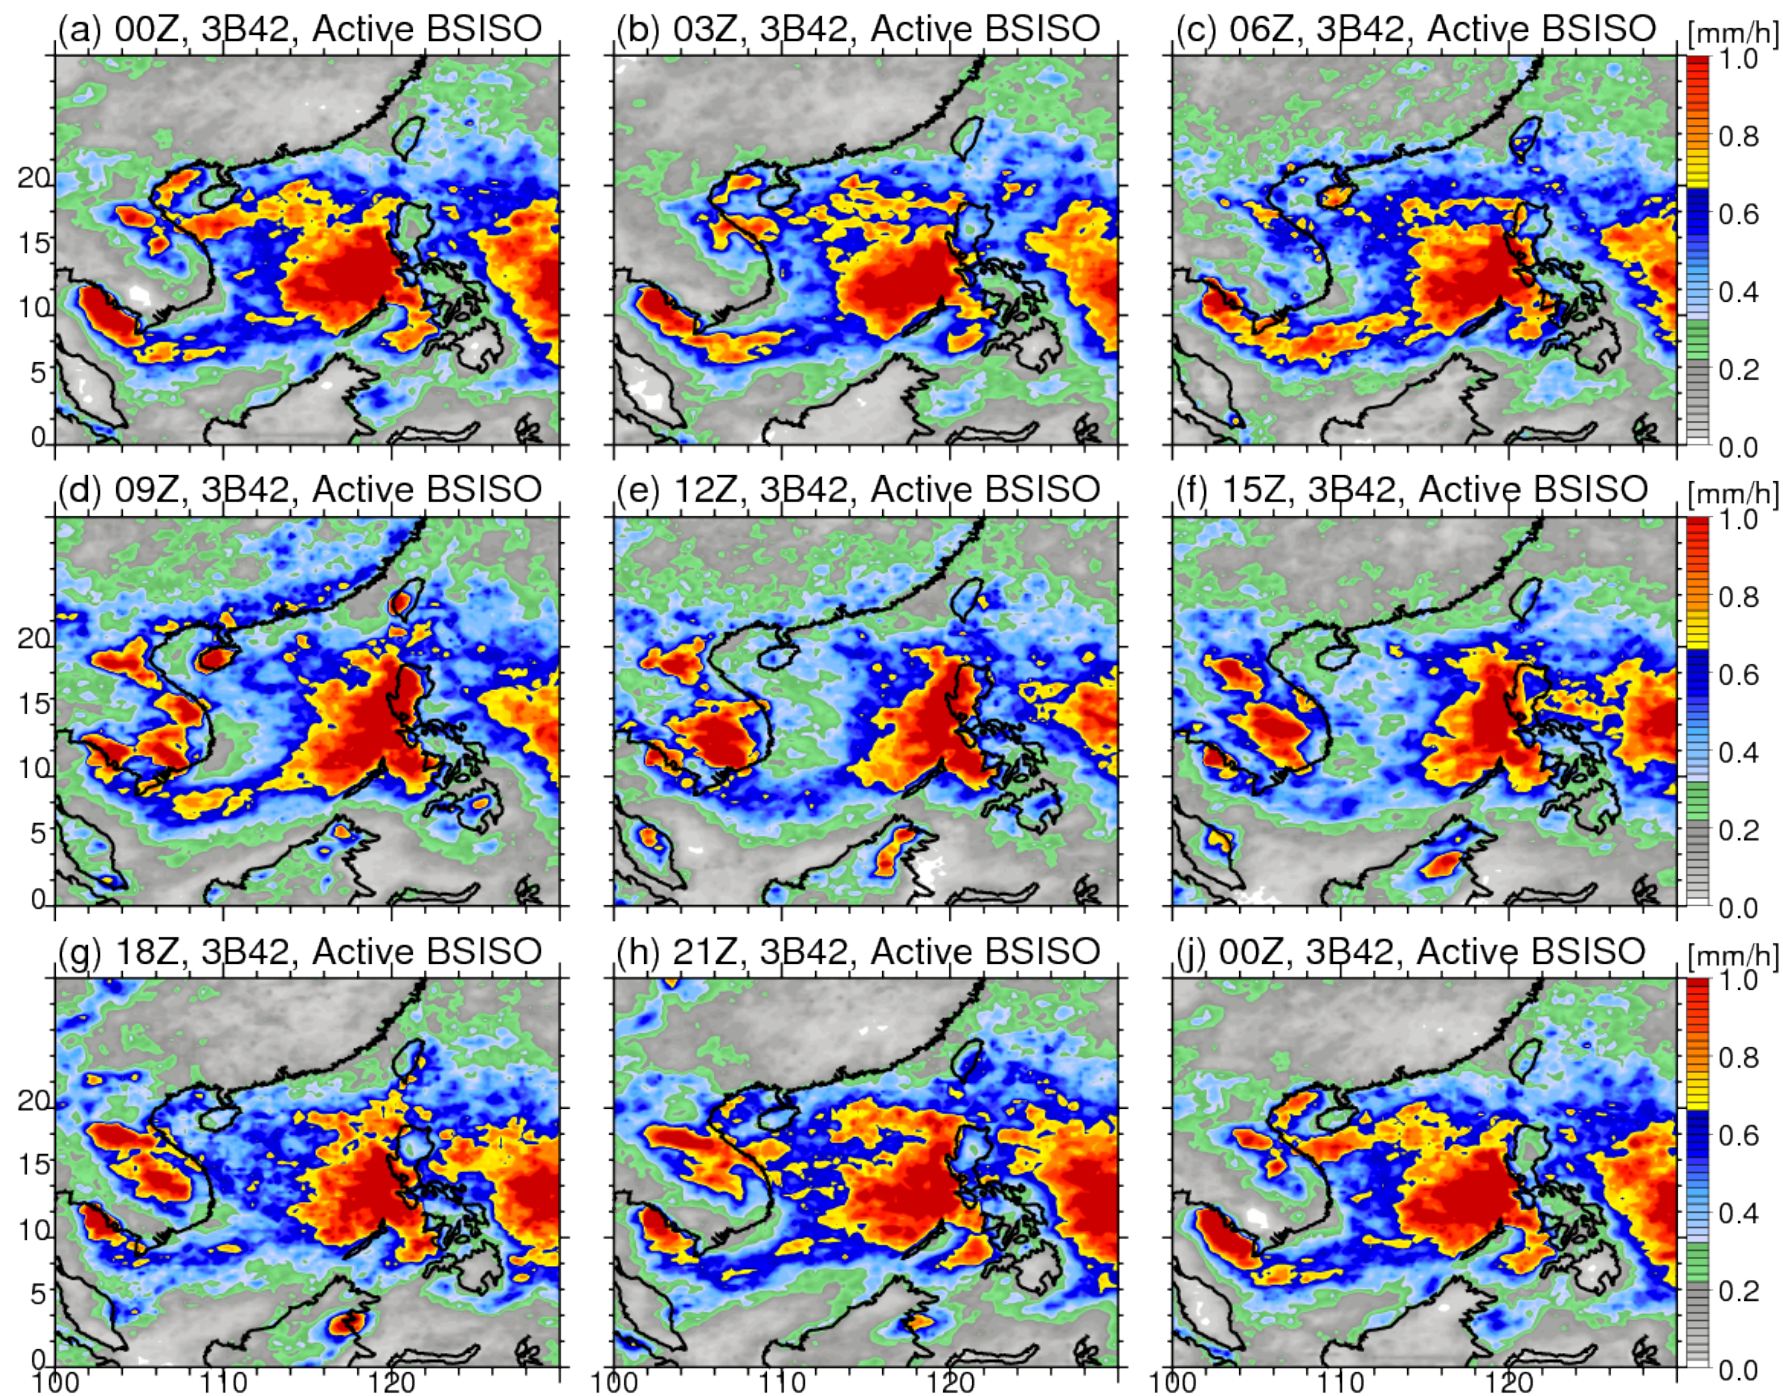 (a) 00Z, 3B42, Active BSISO
(b) 03Z, 3B42, Active BSISO
(c) 06Z, 3B42, Active BSISO
[mm/h]
20
15
10
5
0
1.0
0.8
0.6
0.4
0.2
0.0
(d) 09Z, 3B42, Active BSISO
(e) 12Z, 3B42, Active BSISO
(f) 15Z, 3B42, Active BSISO
[mm/h]
20
15
10
5
0
1.0
0.8
0.6
0.4
0.2
0.0
(g) 18Z, 3B42, Active BSISO
(h) 21Z, 3B42, Active BSISO
(j) 00Z, 3B42, Active BSISO
[mm/h]
20
15
10
5
0
1.0
0.8
0.6
0.4
0.2
0.0
100 110 120
100 110 120
100 110 120